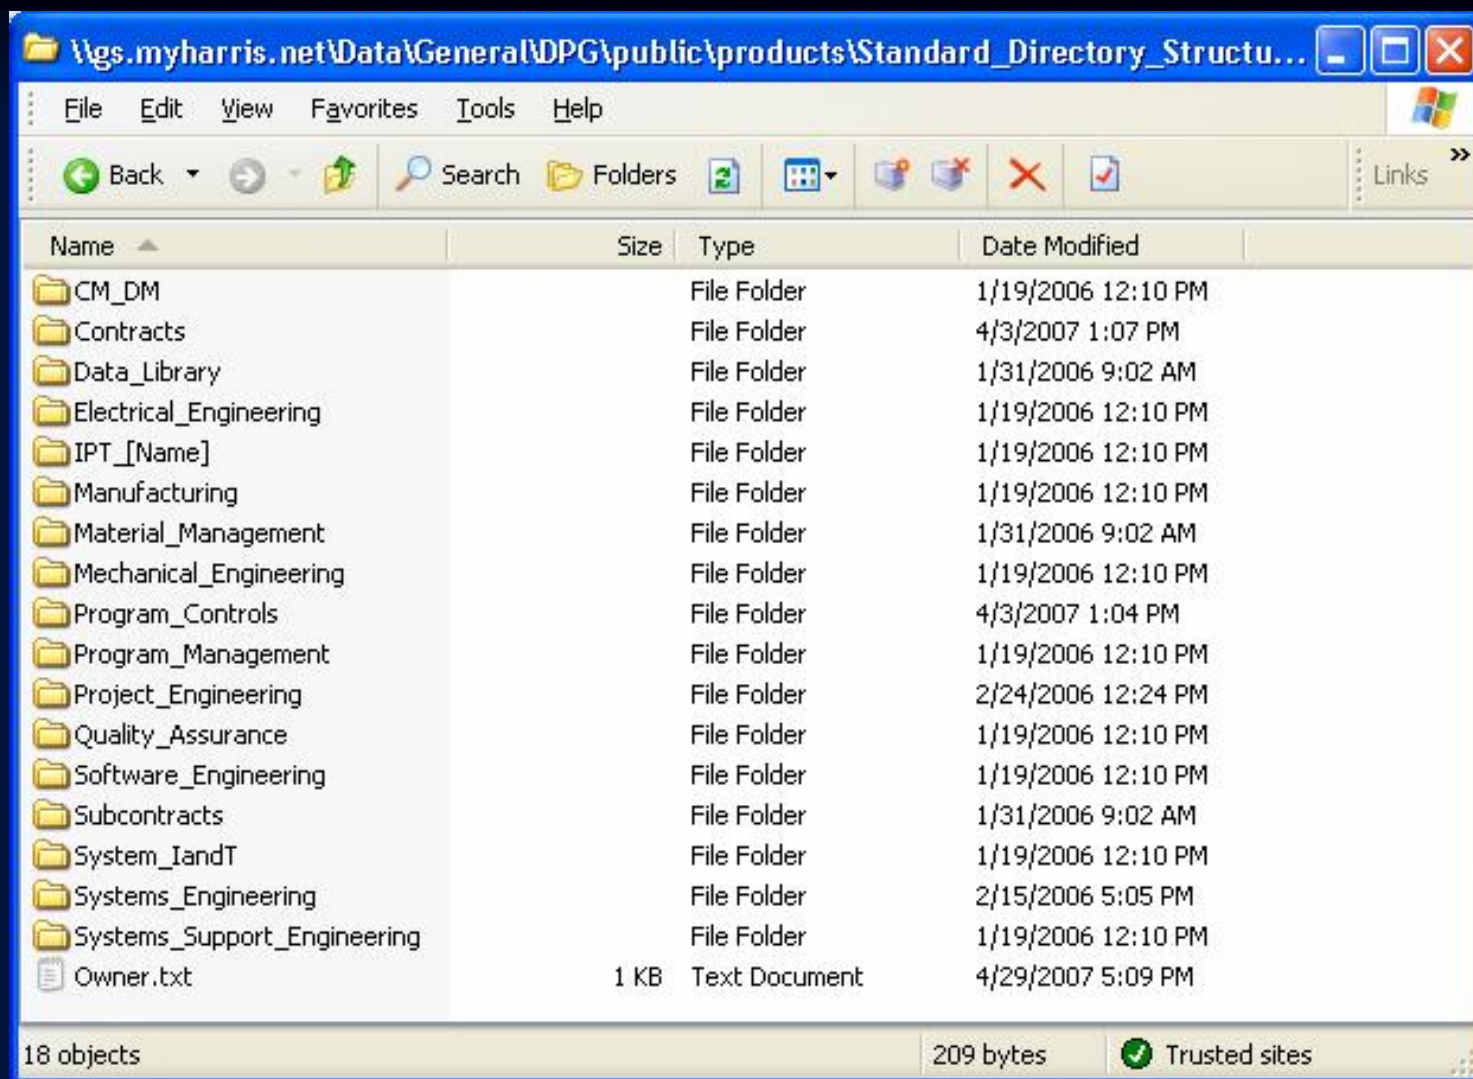 \\gs.myharris.net\Data\General\DPG\public\products\Standard_Directory_Structu...
File Edit View Favorites Tools Help
Back Search Folders Links »
Name Size Type Date Modified
CM_DM File Folder 1/19/2006 12:10 PM
Contracts File Folder 4/3/2007 1:07 PM
Data_Library File Folder 1/31/2006 9:02 AM
Electrical_Engineering File Folder 1/19/2006 12:10 PM
IPT_[Name] File Folder 1/19/2006 12:10 PM
Manufacturing File Folder 1/19/2006 12:10 PM
Material_Management File Folder 1/31/2006 9:02 AM
Mechanical_Engineering File Folder 1/19/2006 12:10 PM
Program_Controls File Folder 4/3/2007 1:04 PM
Program_Management File Folder 1/19/2006 12:10 PM
Project_Engineering File Folder 2/24/2006 12:24 PM
Quality_Assurance File Folder 1/19/2006 12:10 PM
Software_Engineering File Folder 1/19/2006 12:10 PM
Subcontracts File Folder 1/31/2006 9:02 AM
System_IandT File Folder 1/19/2006 12:10 PM
Systems_Engineering File Folder 2/15/2006 5:05 PM
Systems_Support_Engineering File Folder 1/19/2006 12:10 PM
Owner.txt 1 KB Text Document 4/29/2007 5:09 PM
18 objects 209 bytes Trusted sites